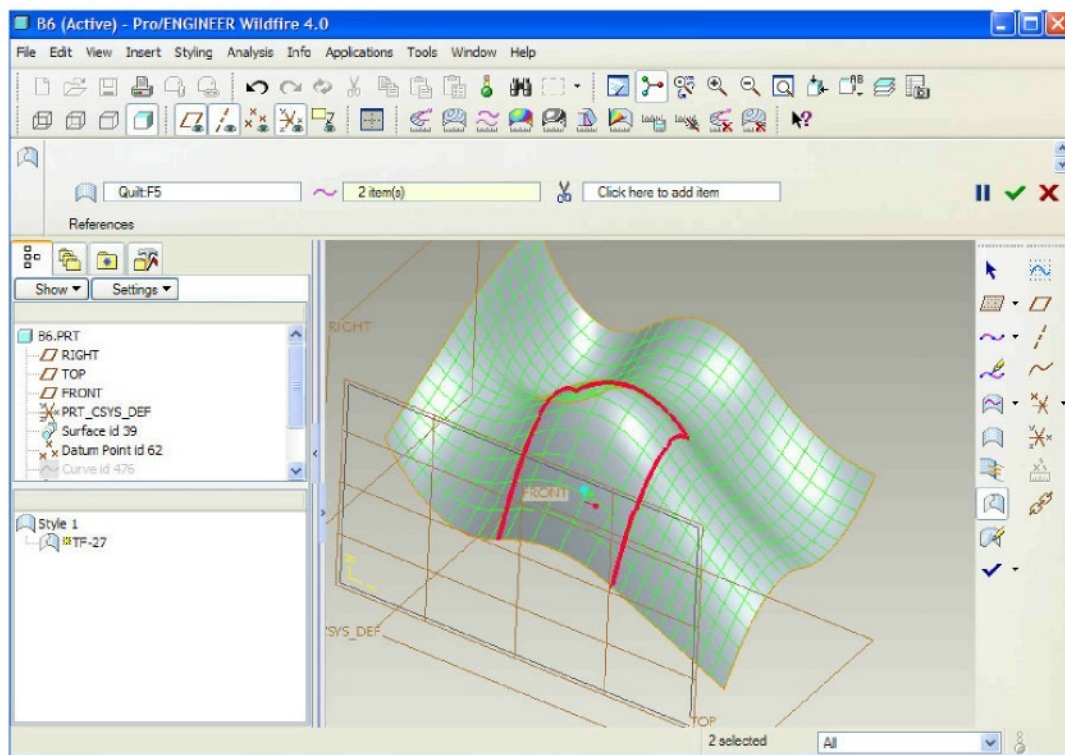 B6 (Active) - Pro/ENGINEER Wildfire 4.0
File Edit View Insert Styling Analysis Info Applications Tools Window Help
Quilt:F5 2 item(s) Click here to add item
References
Show Settings
B6.PRT
RIGHT
TOP
FRONT
PRT_CSYS_DEF
Surface id 39
Datum Point id 62
Curve id 476
Style 1
TF-27
RIGHT
FRONT
CSYS_DEF
TOP
2 selected All